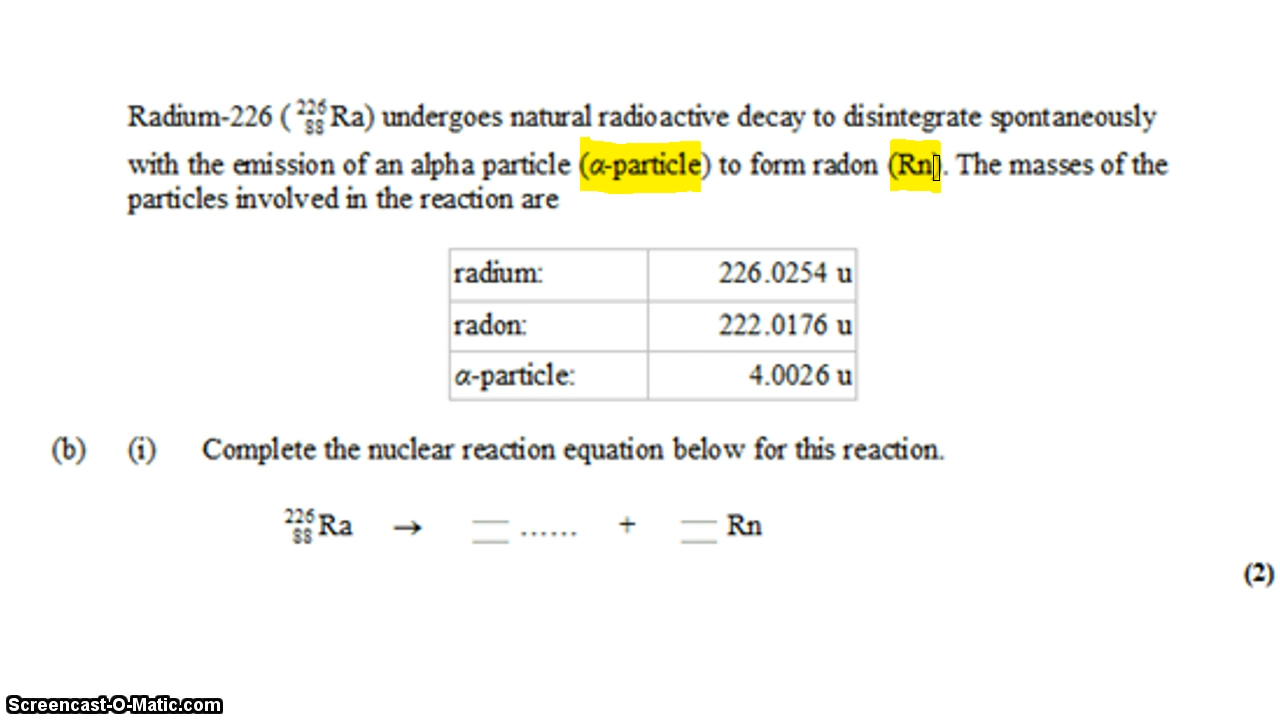 Radium-226 (²²⁶₈₈Ra) undergoes natural radioactive decay to disintegrate spontaneously
with the emission of an alpha particle (α-particle) to form radon (Rn). The masses of the
particles involved in the reaction are
radium: 226.0254 u
radon: 222.0176 u
α-particle: 4.0026 u
(b) (i) Complete the nuclear reaction equation below for this reaction.
²²⁶₈₈Ra → __ ...... + __ Rn
(2)
Screencast-O-Matic.com